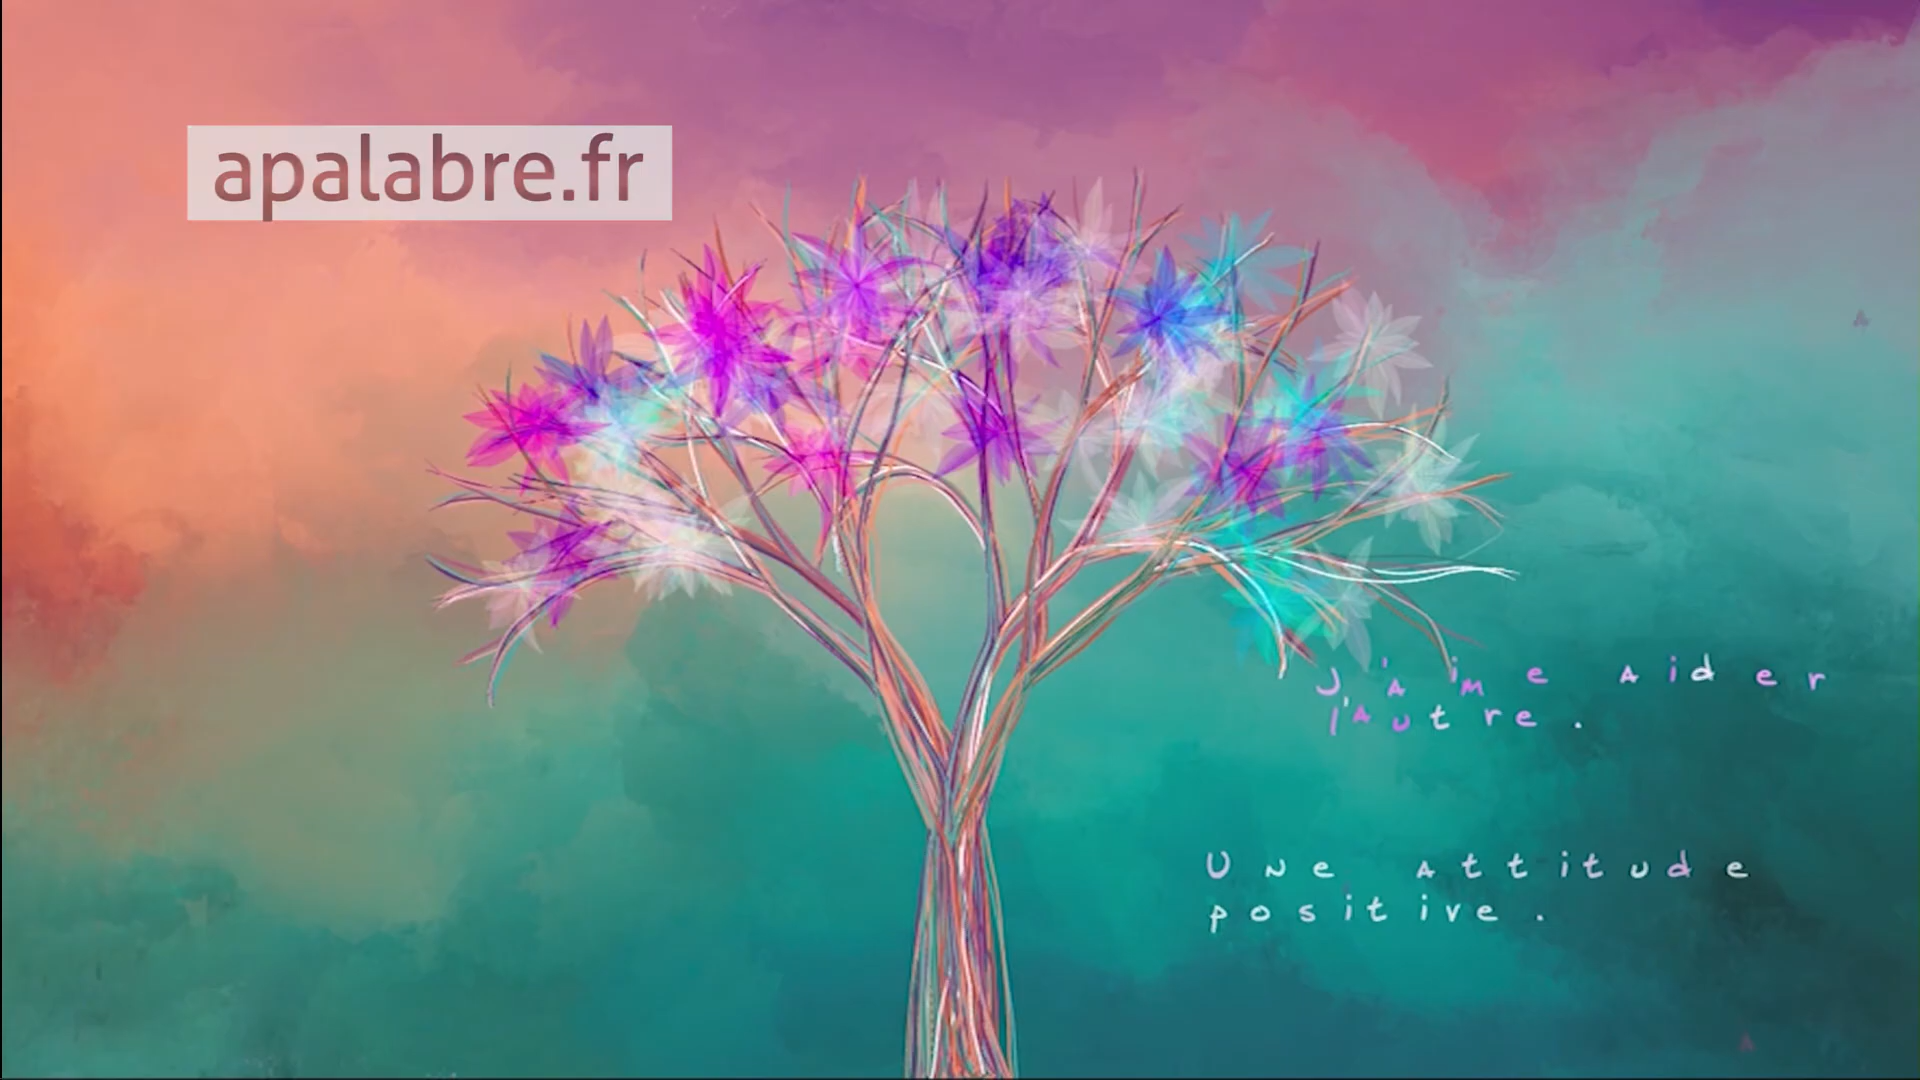 apalabre.fr
J'aime aider
l'autre.
Une attitude
positive.